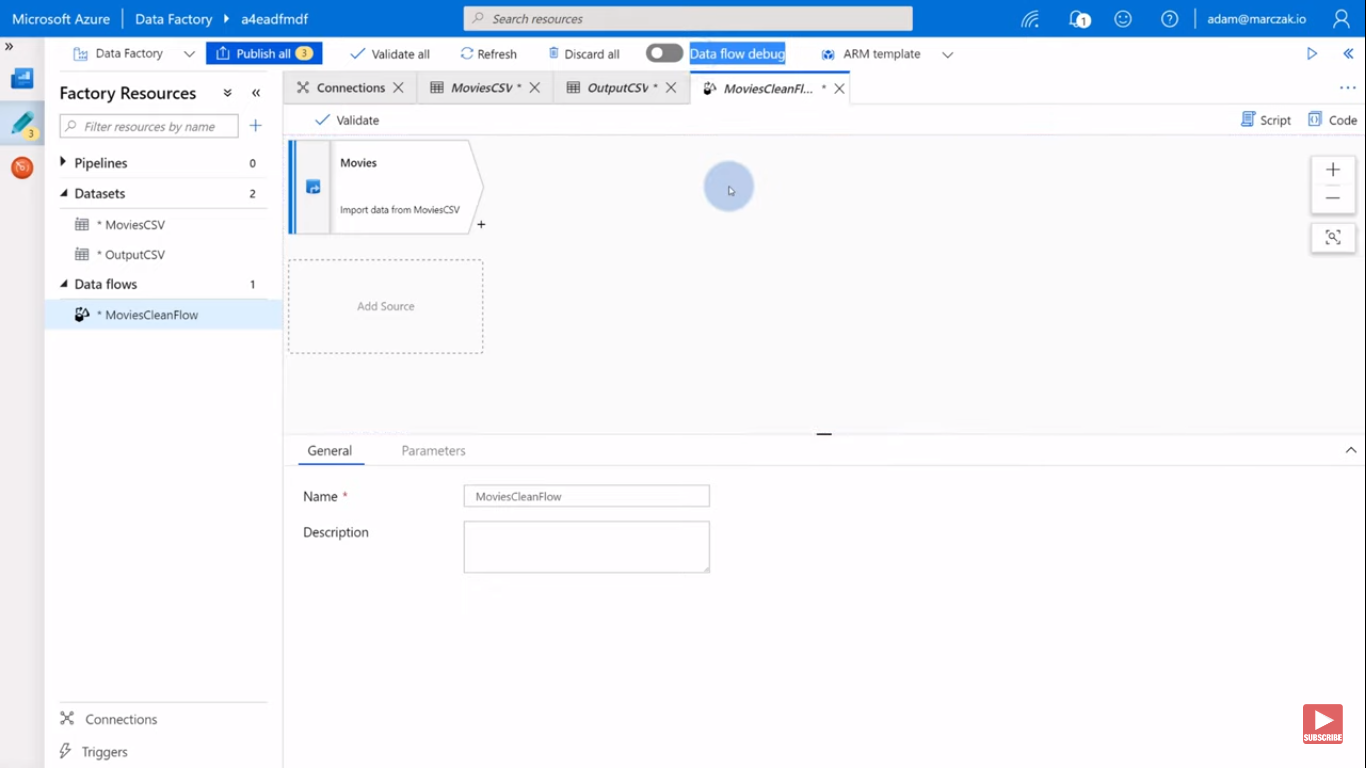 Microsoft Azure Data Factory a4eadfmdf Search resources 1 adam@marczak.io
» Data Factory Publish all 3 Validate all Refresh Discard all Data flow debug ARM template «
Factory Resources « Connections MoviesCSV * OutputCSV * MoviesCleanFl... * ...
3
Filter resources by name + Validate Script Code
Pipelines 0
Datasets 2
* MoviesCSV
* OutputCSV
Data flows 1
* MoviesCleanFlow
Connections
Triggers
Movies
Import data from MoviesCSV
+
Add Source
+
−
General Parameters
Name * MoviesCleanFlow
Description
SUBSCRIBE